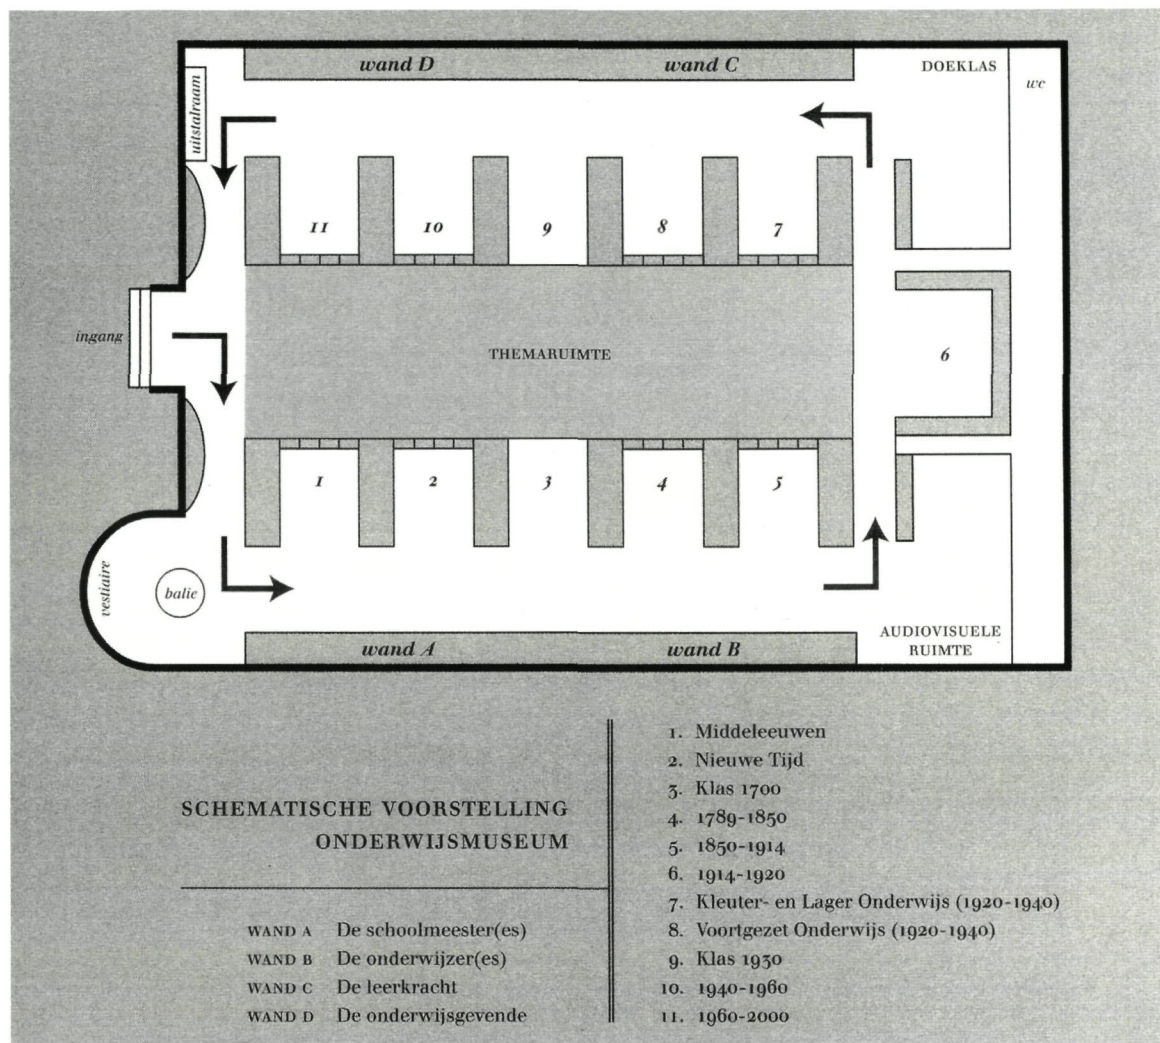 wand D
wand C
DOEKLAS
wc
uitstalraam
11
10
9
8
7
ingang
THEMARUIMTE
6
1
2
3
4
5
vestiaire
balie
wand A
wand B
AUDIOVISUELE
RUIMTE
SCHEMATISCHE VOORSTELLING
ONDERWIJSMUSEUM
WAND A De schoolmeester(es)
WAND B De onderwijzer(es)
WAND C De leerkracht
WAND D De onderwijsgevende
1. Middeleeuwen
2. Nieuwe Tijd
3. Klas 1700
4. 1789-1850
5. 1850-1914
6. 1914-1920
7. Kleuter- en Lager Onderwijs (1920-1940)
8. Voortgezet Onderwijs (1920-1940)
9. Klas 1930
10. 1940-1960
11. 1960-2000